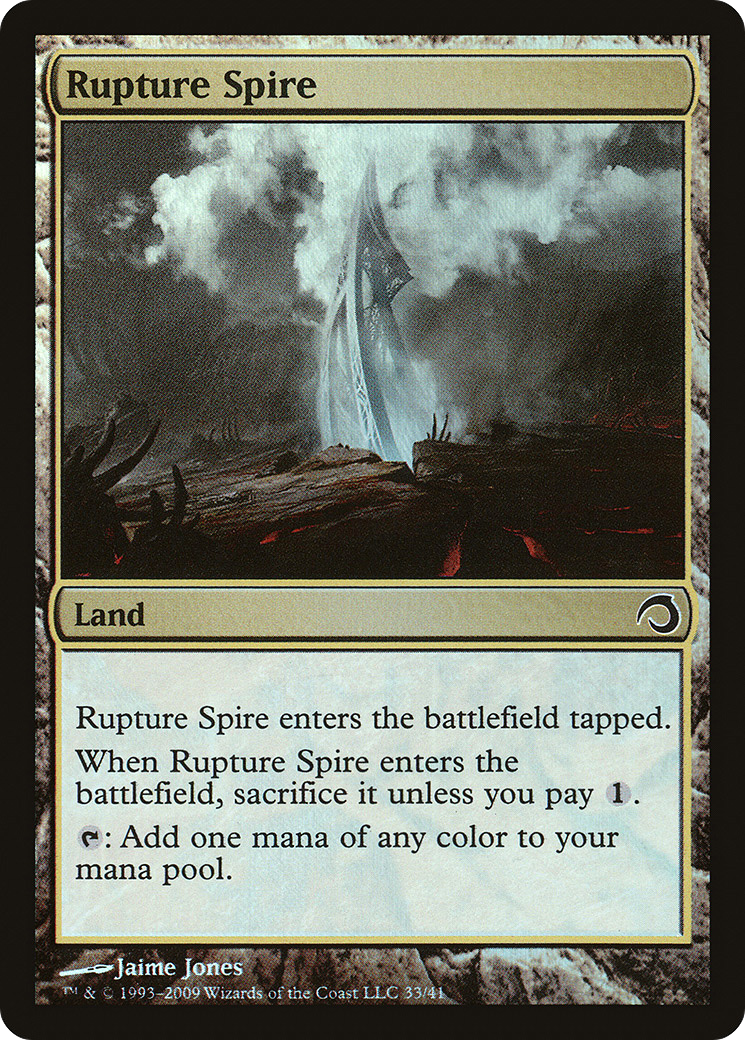 Rupture Spire
Land
Rupture Spire enters the battlefield tapped.
When Rupture Spire enters the
battlefield, sacrifice it unless you pay 1.
: Add one mana of any color to your
mana pool.
Jaime Jones
™ & © 1993–2009 Wizards of the Coast LLC 33/41